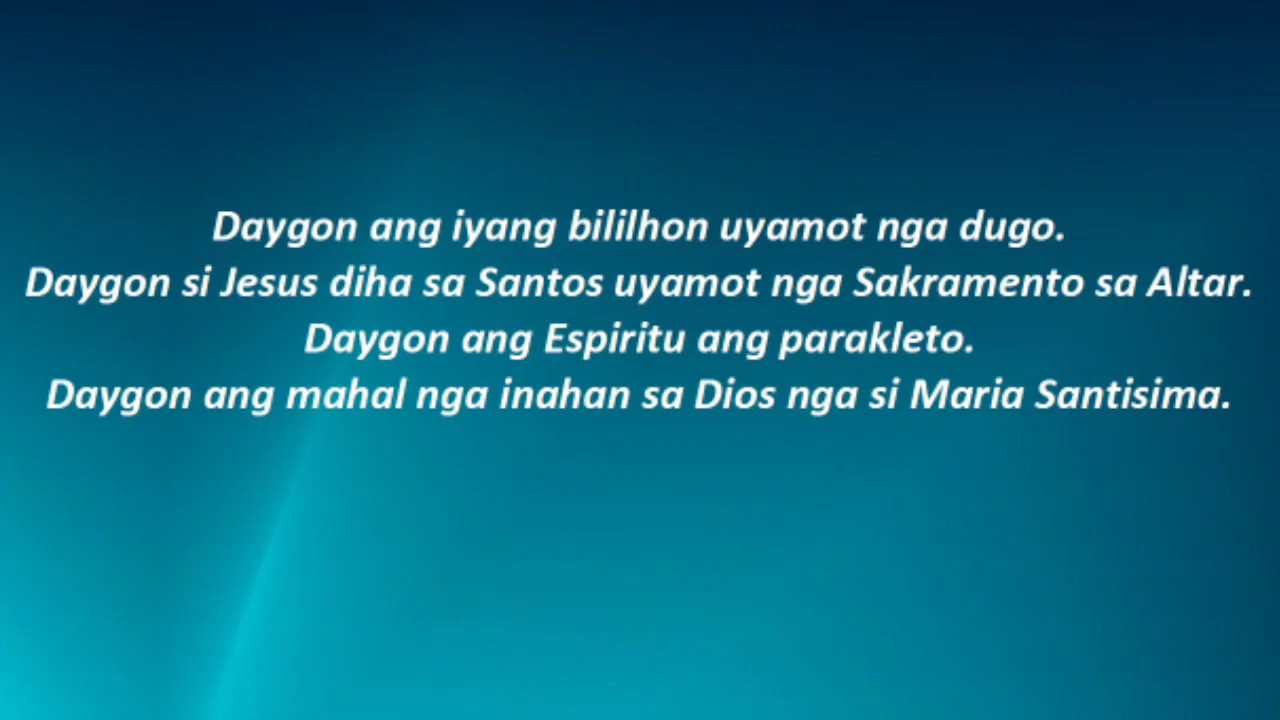 Daygon ang iyang bililhon uyamot nga dugo.
Daygon si Jesus diha sa Santos uyamot nga Sakramento sa Altar.
Daygon ang Espiritu ang parakleto.
Daygon ang mahal nga inahan sa Dios nga si Maria Santisima.